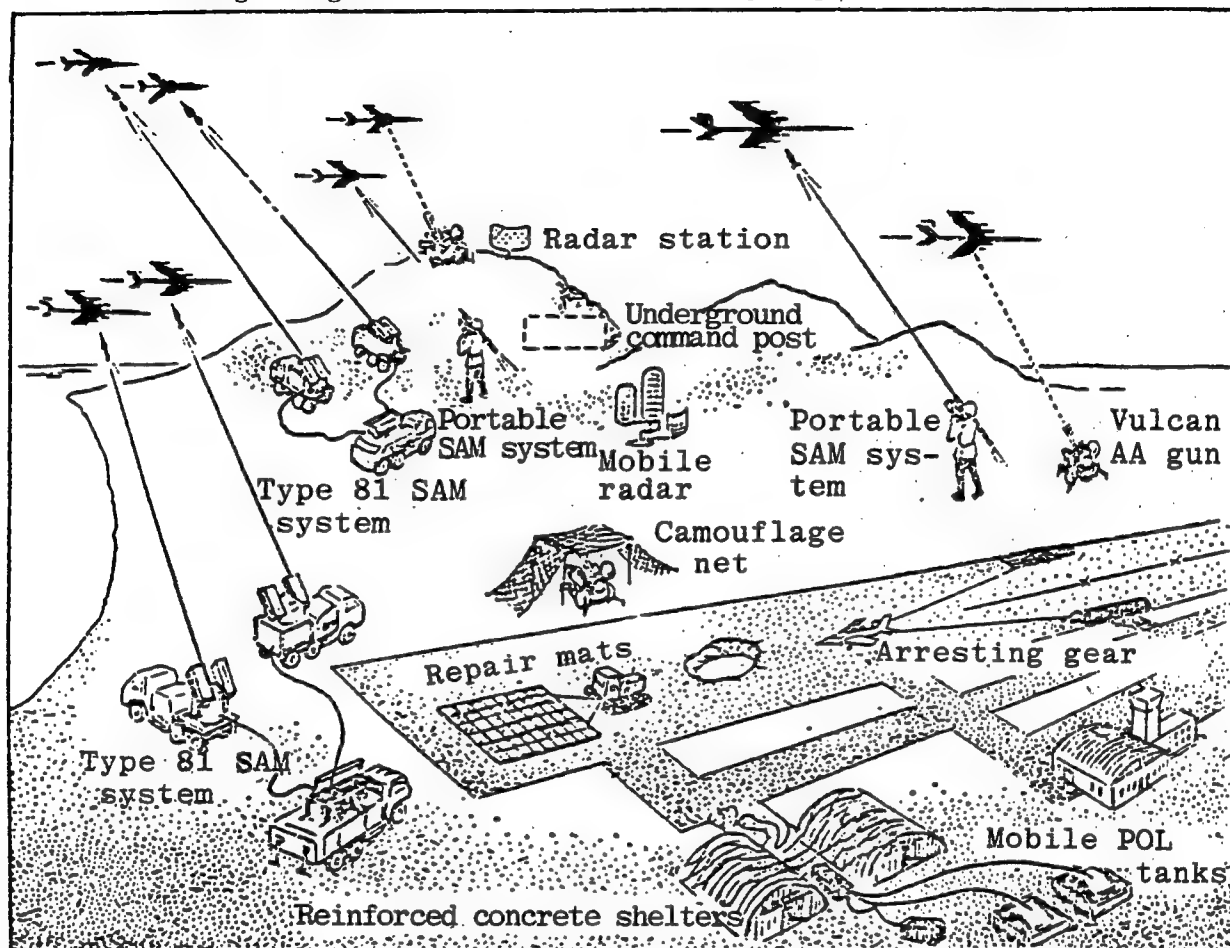 Radar station
Underground
command post
Portable
SAM system
Mobile
radar
Portable
SAM sys-
tem
Vulcan
AA gun
Type 81 SAM
system
Camouflage
net
Repair mats
Arresting gear
Type 81 SAM
system
Mobile POL
tanks
Reinforced concrete shelters